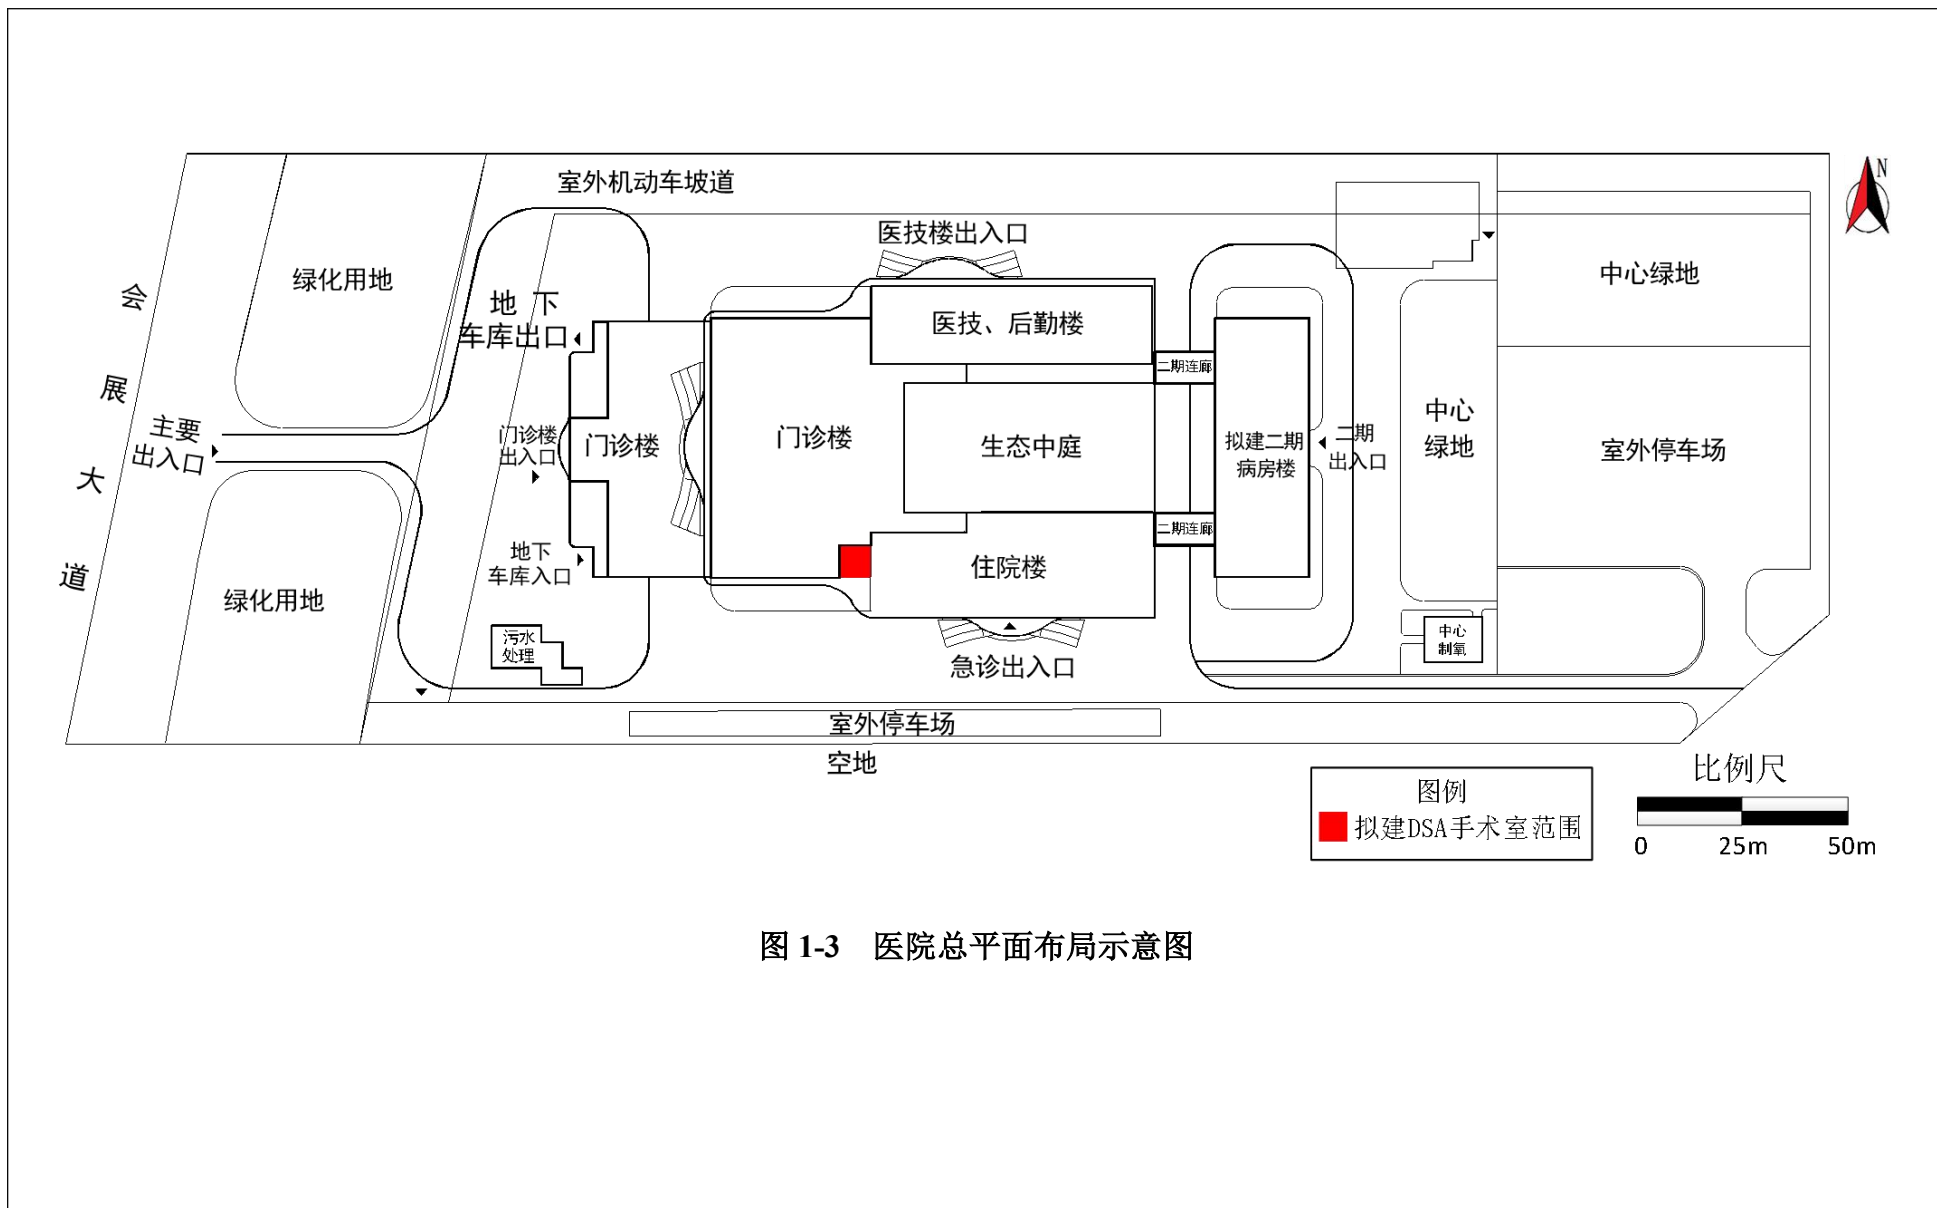 室外机动车坡道
N
医技楼出入口
绿化用地
中心绿地
会
展
大
道
地 下
车库出口
医技、后勤楼
二期连廊
主要
出入口
门诊楼
出入口
门诊楼
门诊楼
生态中庭
拟建二期
病房楼
二期
出入口
中心
绿地
室外停车场
二期连廊
地下
车库入口
住院楼
绿化用地
污水
处理
中心
制氧
急诊出入口
室外停车场
空地
图例
拟建DSA手术室范围
比例尺
0 25m 50m
图 1-3 医院总平面布局示意图